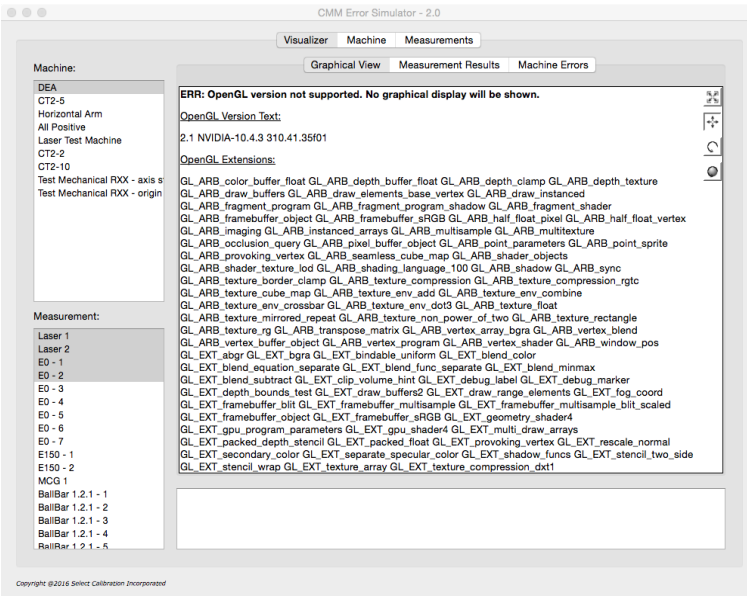 CMM Error Simulator - 2.0
Visualizer Machine Measurements
Machine:
DEA
CT2-5
Horizontal Arm
All Positive
Laser Test Machine
CT2-2
CT2-10
Test Mechanical RXX - axis s
Test Mechanical RXX - origin
Measurement:
Laser 1
Laser 2
E0 - 1
E0 - 2
E0 - 3
E0 - 4
E0 - 5
E0 - 6
E0 - 7
E150 - 1
E150 - 2
MCG 1
BallBar 1.2.1 - 1
BallBar 1.2.1 - 2
BallBar 1.2.1 - 3
BallBar 1.2.1 - 4
BallBar 1.2.1 - 5
Graphical View Measurement Results Machine Errors
ERR: OpenGL version not supported. No graphical display will be shown.
OpenGL Version Text:
2.1 NVIDIA-10.4.3 310.41.35f01
OpenGL Extensions:
GL_ARB_color_buffer_float GL_ARB_depth_buffer_float GL_ARB_depth_clamp GL_ARB_depth_texture
GL_ARB_draw_buffers GL_ARB_draw_elements_base_vertex GL_ARB_draw_instanced
GL_ARB_fragment_program GL_ARB_fragment_program_shadow GL_ARB_fragment_shader
GL_ARB_framebuffer_object GL_ARB_framebuffer_sRGB GL_ARB_half_float_pixel GL_ARB_half_float_vertex
GL_ARB_imaging GL_ARB_instanced_arrays GL_ARB_multisample GL_ARB_multitexture
GL_ARB_occlusion_query GL_ARB_pixel_buffer_object GL_ARB_point_parameters GL_ARB_point_sprite
GL_ARB_provoking_vertex GL_ARB_seamless_cube_map GL_ARB_shader_objects
GL_ARB_shader_texture_lod GL_ARB_shading_language_100 GL_ARB_shadow GL_ARB_sync
GL_ARB_texture_border_clamp GL_ARB_texture_compression GL_ARB_texture_compression_rgtc
GL_ARB_texture_cube_map GL_ARB_texture_env_add GL_ARB_texture_env_combine
GL_ARB_texture_env_crossbar GL_ARB_texture_env_dot3 GL_ARB_texture_float
GL_ARB_texture_mirrored_repeat GL_ARB_texture_non_power_of_two GL_ARB_texture_rectangle
GL_ARB_texture_rg GL_ARB_transpose_matrix GL_ARB_vertex_array_bgra GL_ARB_vertex_blend
GL_ARB_vertex_buffer_object GL_ARB_vertex_program GL_ARB_vertex_shader GL_ARB_window_pos
GL_EXT_abgr GL_EXT_bgra GL_EXT_bindable_uniform GL_EXT_blend_color
GL_EXT_blend_equation_separate GL_EXT_blend_func_separate GL_EXT_blend_minmax
GL_EXT_blend_subtract GL_EXT_clip_volume_hint GL_EXT_debug_label GL_EXT_debug_marker
GL_EXT_depth_bounds_test GL_EXT_draw_buffers2 GL_EXT_draw_range_elements GL_EXT_fog_coord
GL_EXT_framebuffer_blit GL_EXT_framebuffer_multisample GL_EXT_framebuffer_multisample_blit_scaled
GL_EXT_framebuffer_object GL_EXT_framebuffer_sRGB GL_EXT_geometry_shader4
GL_EXT_gpu_program_parameters GL_EXT_gpu_shader4 GL_EXT_multi_draw_arrays
GL_EXT_packed_depth_stencil GL_EXT_packed_float GL_EXT_provoking_vertex GL_EXT_rescale_normal
GL_EXT_secondary_color GL_EXT_separate_specular_color GL_EXT_shadow_funcs GL_EXT_stencil_two_side
GL_EXT_stencil_wrap GL_EXT_texture_array GL_EXT_texture_compression_dxt1
Copyright @2016 Select Calibration Incorporated